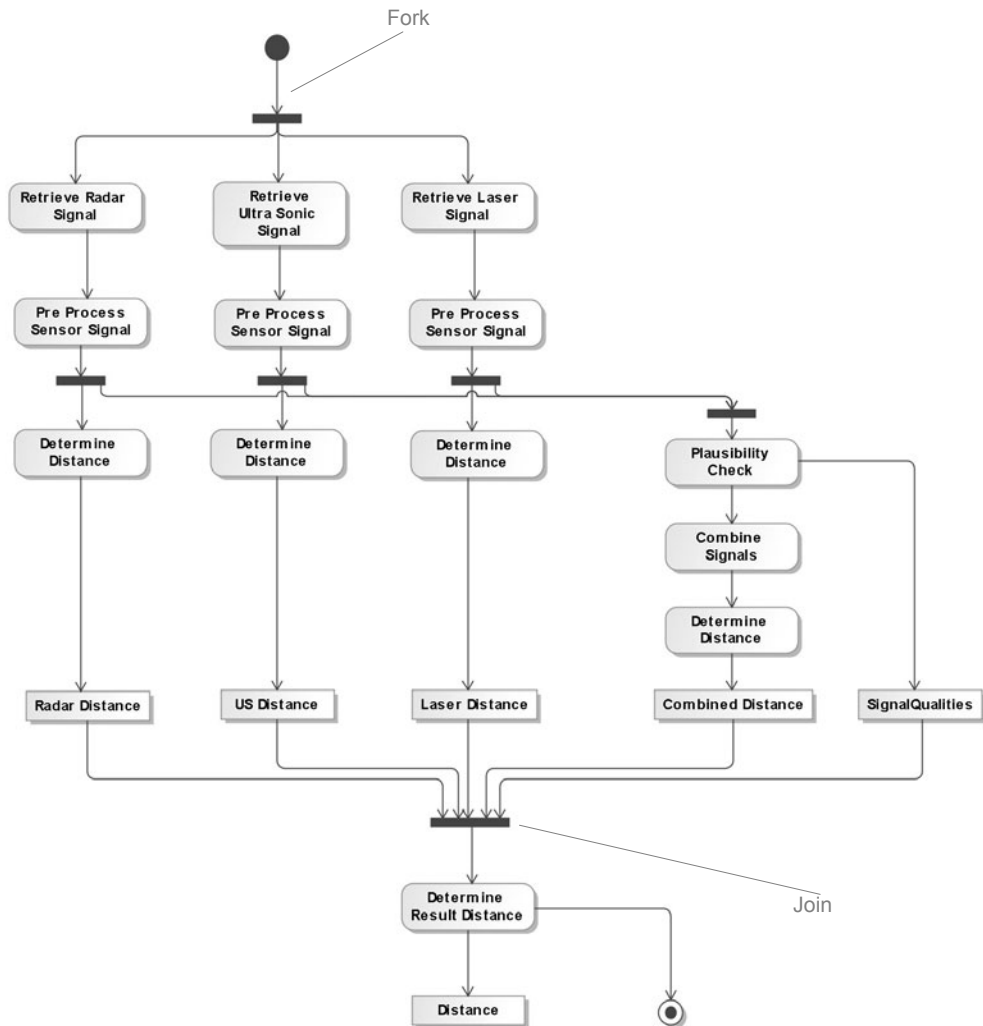 Fork
Retrieve Radar
Signal
Retrieve
Ultra Sonic
Signal
Retrieve Laser
Signal
Pre Process
Sensor Signal
Pre Process
Sensor Signal
Pre Process
Sensor Signal
Determine
Distance
Determine
Distance
Determine
Distance
Plausibility
Check
Combine
Signals
Determine
Distance
Radar Distance
US Distance
Laser Distance
Combined Distance
SignalQualities
Join
Determine
Result Distance
Distance